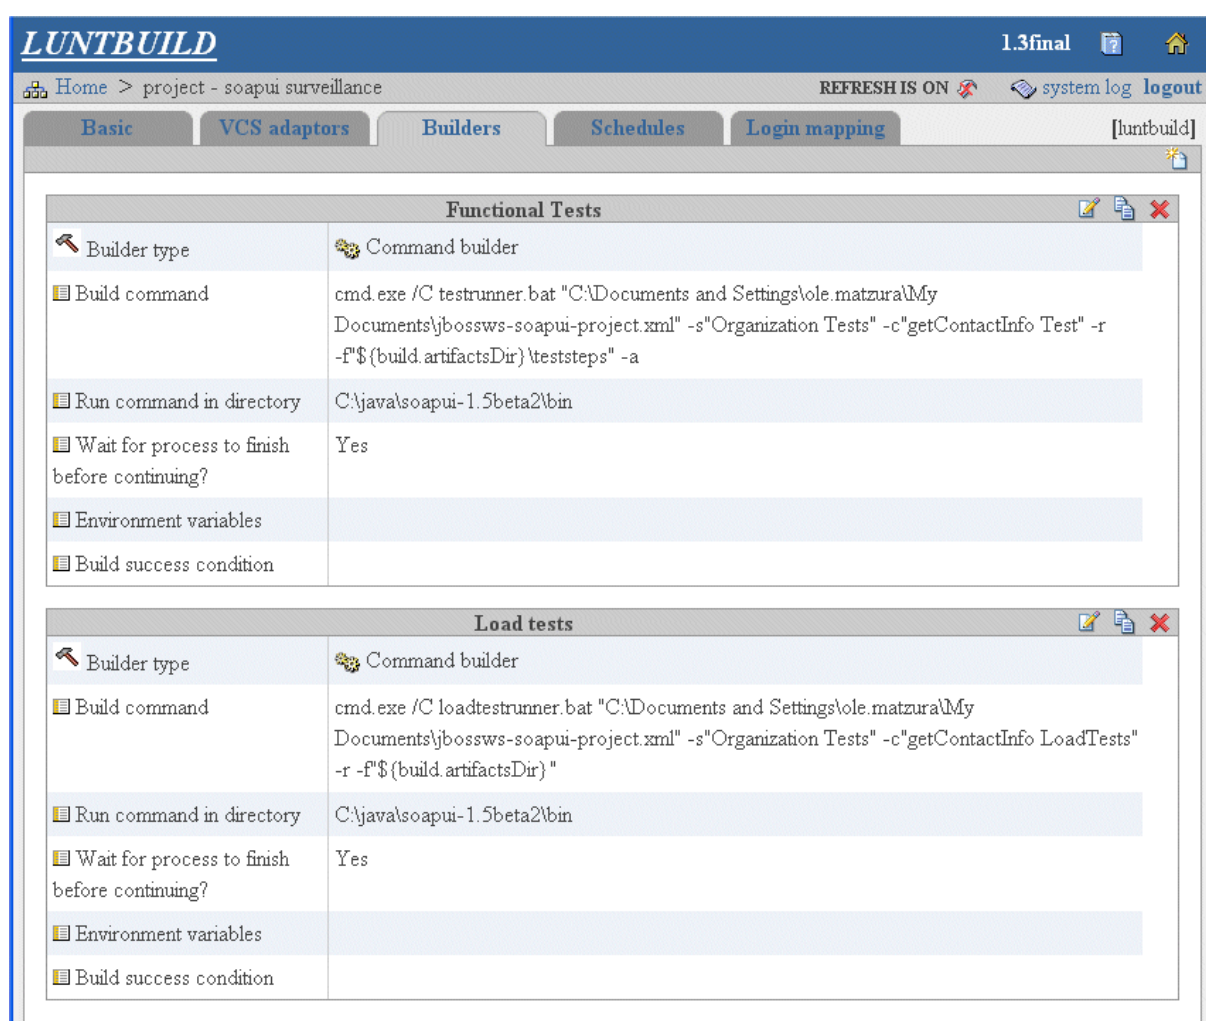 LUNTBUILD
1.3final
Home > project - soapui surveillance
REFRESH IS ON
system log logout
Basic
VCS adaptors
Builders
Schedules
Login mapping
[luntbuild]
Functional Tests
Builder type
Command builder
Build command
cmd.exe /C testrunner.bat "C:\Documents and Settings\ole.matzura\My
Documents\jbossws-soapui-project.xml" -s"Organization Tests" -c"getContactInfo Test" -r
-f"${build.artifactsDir}\teststeps" -a
Run command in directory
C:\java\soapui-1.5beta2\bin
Wait for process to finish
before continuing?
Yes
Environment variables
Build success condition
Load tests
Builder type
Command builder
Build command
cmd.exe /C loadtestrunner.bat "C:\Documents and Settings\ole.matzura\My
Documents\jbossws-soapui-project.xml" -s"Organization Tests" -c"getContactInfo LoadTests"
-r -f"${build.artifactsDir}"
Run command in directory
C:\java\soapui-1.5beta2\bin
Wait for process to finish
before continuing?
Yes
Environment variables
Build success condition